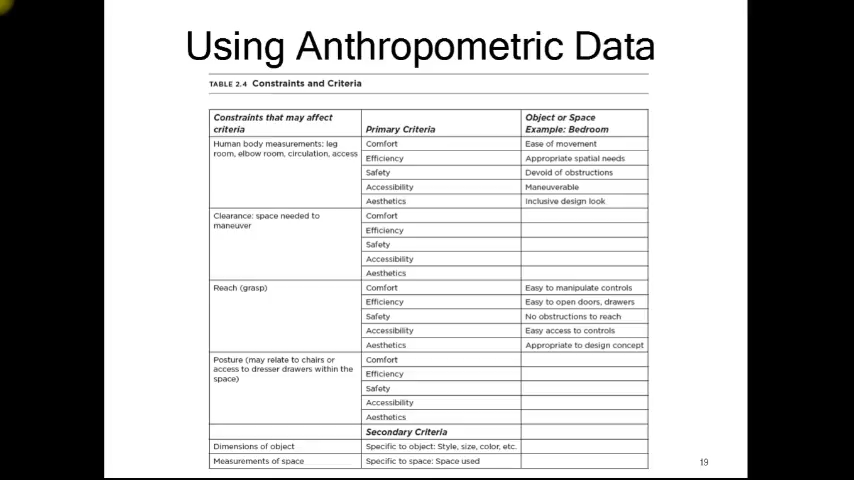 Using Anthropometric Data
TABLE 2.4 Constraints and Criteria
Constraints that may affect criteria
Primary Criteria
Object or Space Example: Bedroom
Human body measurements: leg room, elbow room, circulation, access
Comfort
Ease of movement
Efficiency
Appropriate spatial needs
Safety
Devoid of obstructions
Accessibility
Maneuverable
Aesthetics
Inclusive design look
Clearance: space needed to maneuver
Comfort
Efficiency
Safety
Accessibility
Aesthetics
Reach (grasp)
Comfort
Easy to manipulate controls
Efficiency
Easy to open doors, drawers
Safety
No obstructions to reach
Accessibility
Easy access to controls
Aesthetics
Appropriate to design concept
Posture (may relate to chairs or access to dresser drawers within the space)
Comfort
Efficiency
Safety
Accessibility
Aesthetics
Secondary Criteria
Dimensions of object
Specific to object: Style, size, color, etc.
Measurements of space
Specific to space: Space used
19